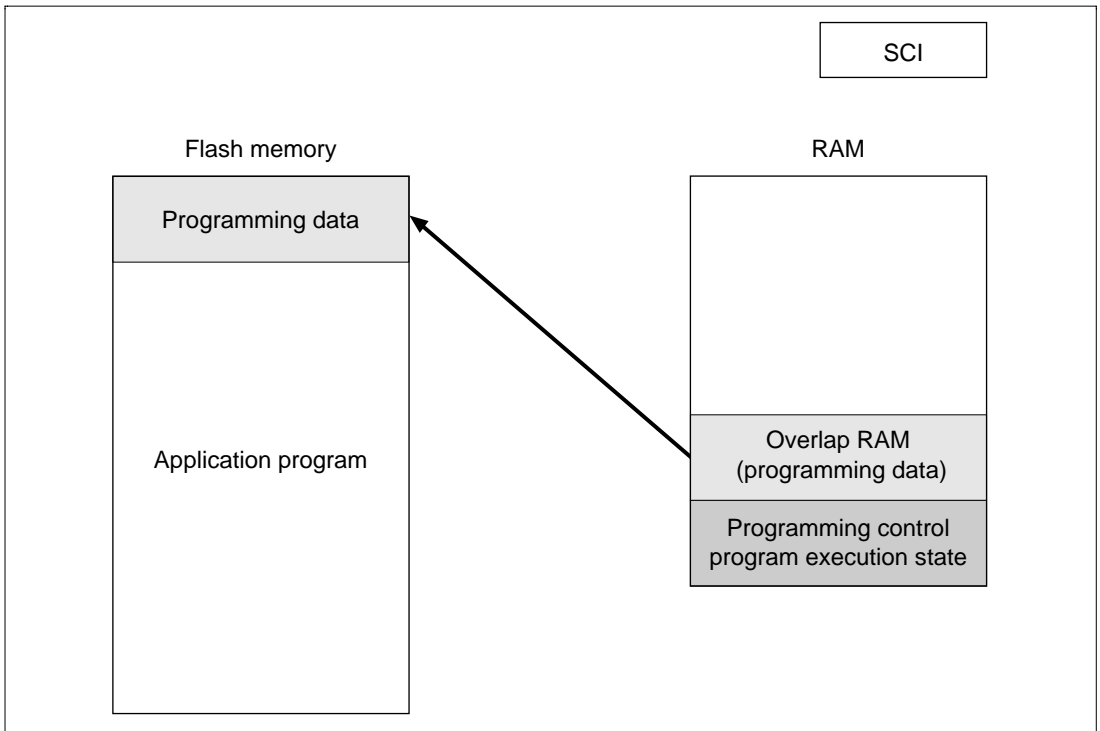 SCI
Flash memory
RAM
Programming data
Application program
Overlap RAM
(programming data)
Programming control
program execution state